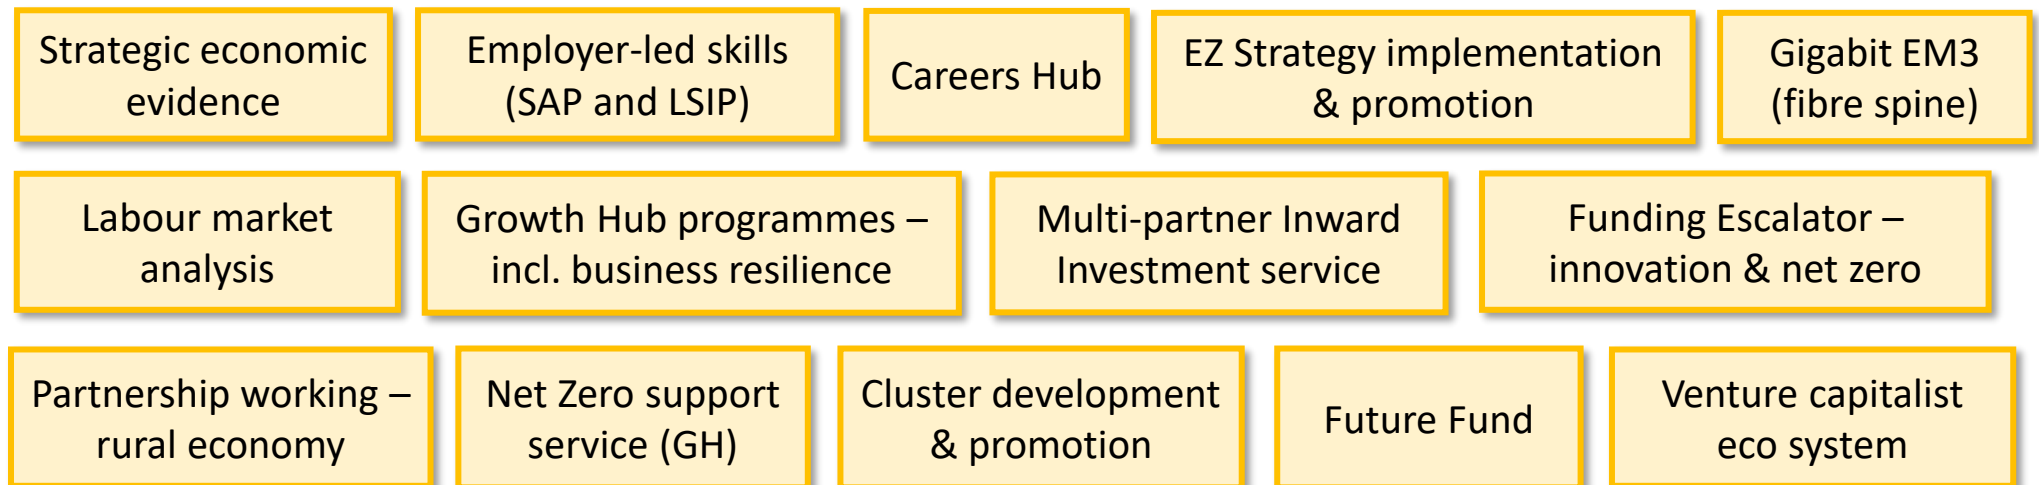 Strategic economic
evidence
Employer-led skills
(SAP and LSIP)
Careers Hub
EZ Strategy implementation
& promotion
Gigabit EM3
(fibre spine)
Labour market
analysis
Growth Hub programmes –
incl. business resilience
Multi-partner Inward
Investment service
Funding Escalator –
innovation & net zero
Partnership working –
rural economy
Net Zero support
service (GH)
Cluster development
& promotion
Future Fund
Venture capitalist
eco system